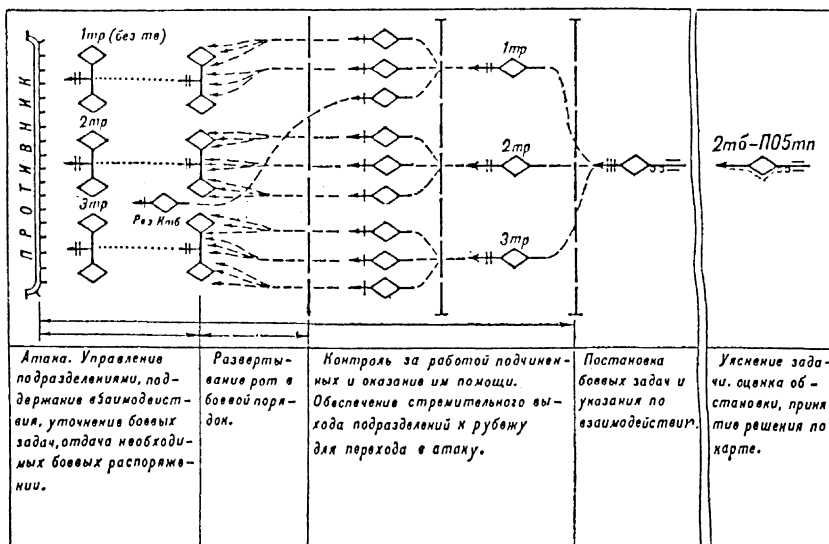 1тр (без тв)
ПРОТИВНИК
2тр
3тр
Рез Ктб
1тр
2тр
3тр
2тб-ПО5тп
Атака. Управление
подразделениями, под-
держание взаимодейст-
вия, уточнение боевых
задач, отдача необходи-
мых боевых распоряже-
нии.
Разверты-
вание рот в
боевой поря-
док.
Контроль за работой подчинен-
ных и оказание им помощи.
Обеспечение стремительного вы-
хода подразделений к рубежу
для перехода в атаку.
Постановка
боевых задач и
указания по
взаимодействию.
Уяснение зада-
чи. оценка об-
становки, приня-
тие решения по
карте.